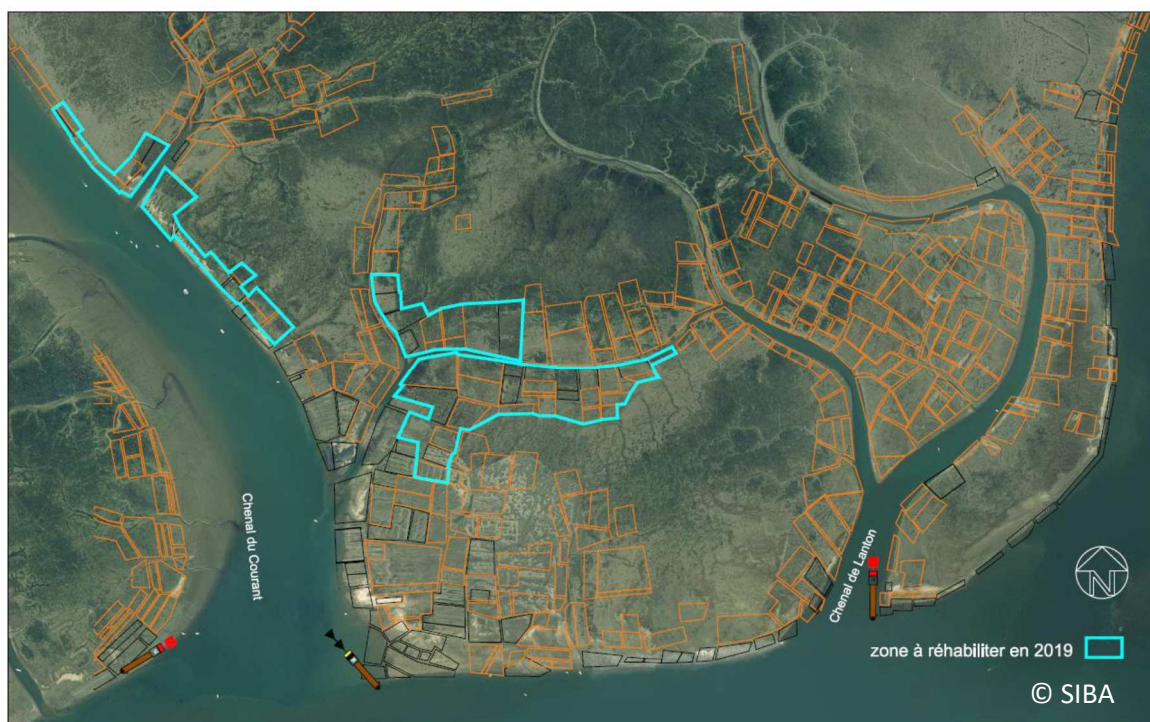 Chenal du Courant
Chenal de Lanton
N
zone à réhabiliter en 2019
© SIBA